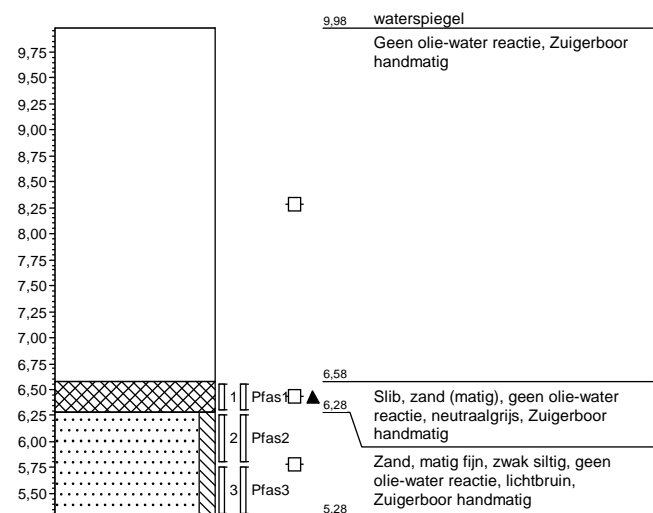 9,98 waterspiegel
Geen olie-water reactie, Zuigerboor
handmatig
9,75
9,50
9,25
9,00
8,75
8,50
8,25
8,00
7,75
7,50
7,25
7,00
6,75
6,50
6,25
6,00
5,75
5,50
1 Pfas1
2 Pfas2
3 Pfas3
6,58
Slib, zand (matig), geen olie-water
reactie, neutraalgrijs, Zuigerboor
handmatig
6,28
Zand, matig fijn, zwak siltig, geen
olie-water reactie, lichtbruin,
Zuigerboor handmatig
5,28